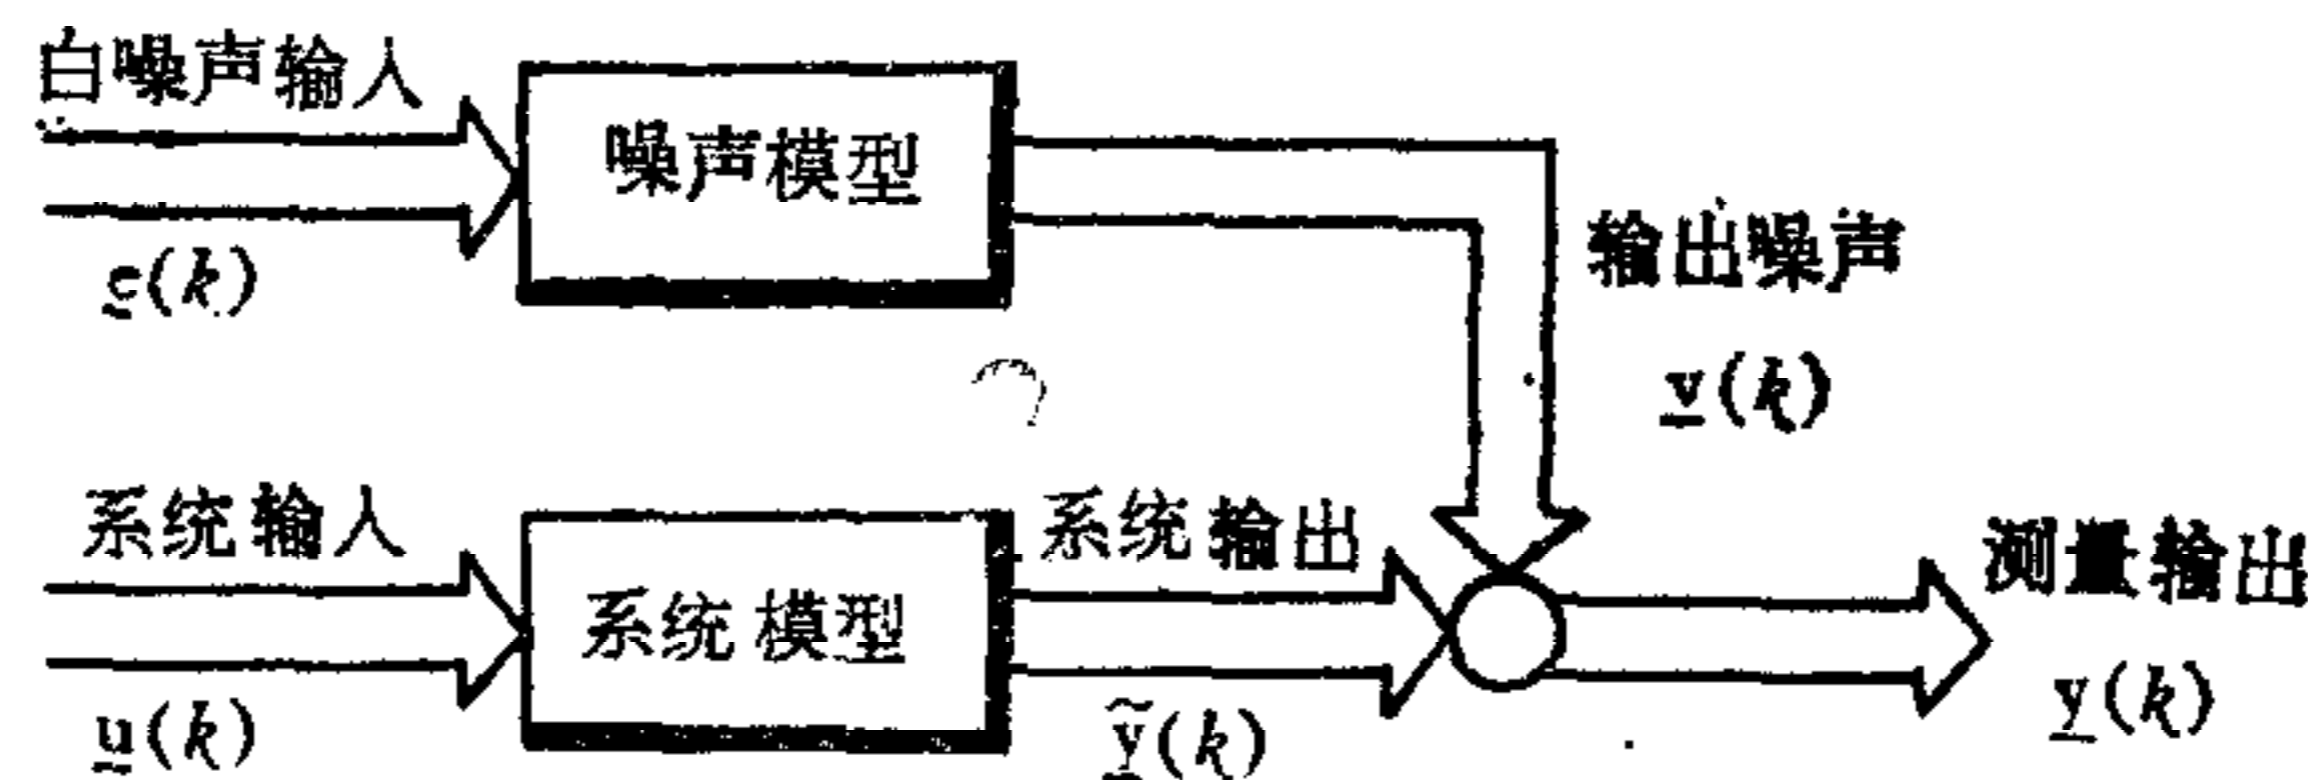 白噪声输入
噪声模型
e(k)
输出噪声
v(k)
系统输入
系统模型
系统输出
测量输出
u(k)
ỹ(k)
y(k)